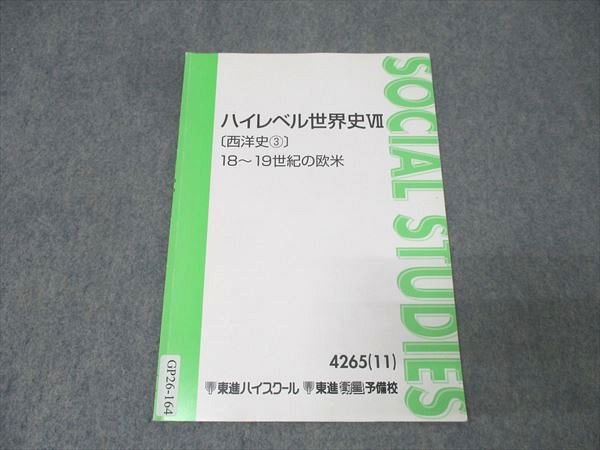 ハイレベル世界史Ⅶ
〔西洋史③〕
18～19世紀の欧米
SOCIAL STUDIES
4265(11)
東進ハイスクール 東進衛星予備校
GP26-164